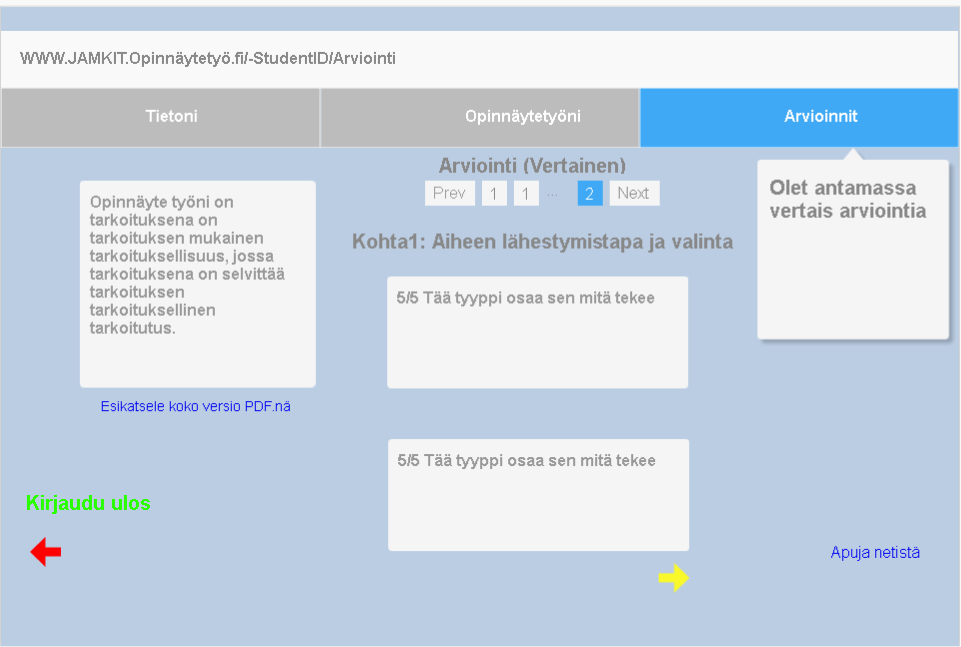 WWW.JAMKIT.Opinnäytetyö.fi/-StudentID/Arviointi
Tietoni
Opinnäytetyöni
Arvioinnit
Arviointi (Vertainen)
Prev 1 1 ... 2 Next
Opinnäyte työni on
tarkoituksena on
tarkoituksen mukainen
tarkoituksellisuus, jossa
tarkoituksena on selvittää
tarkoituksen
tarkoituksellinen
tarkoitutus.
Esikatsele koko versio PDF.nä
Kohta1: Aiheen lähestymistapa ja valinta
5/5 Tää tyyppi osaa sen mitä tekee
5/5 Tää tyyppi osaa sen mitä tekee
Olet antamassa
vertais arviointia
Kirjaudu ulos
Apuja netistä